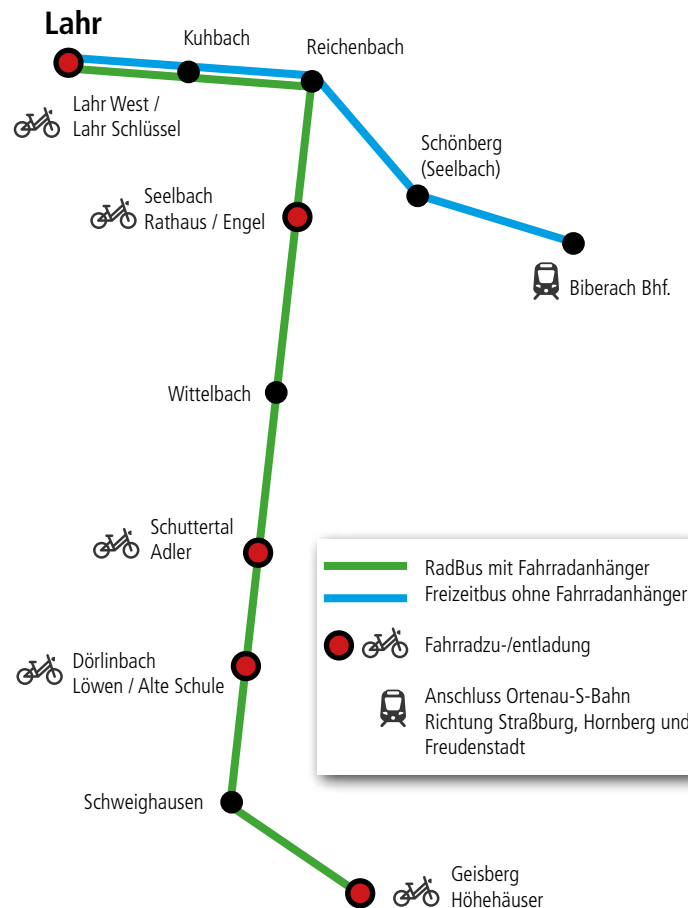 Lahr
Kuhbach
Reichenbach
Lahr West /
Lahr Schlüssel
Schönberg
(Seelbach)
Seelbach
Rathaus / Engel
Biberach Bhf.
Wittelbach
Schuttertal
Adler
RadBus mit Fahrradanhänger
Freizeitbus ohne Fahrradanhänger
Fahrradzu-/entladung
Dörlinbach
Löwen / Alte Schule
Anschluss Ortenau-S-Bahn
Richtung Straßburg, Hornberg und
Freudenstadt
Schweighausen
Geisberg
Höhehäuser